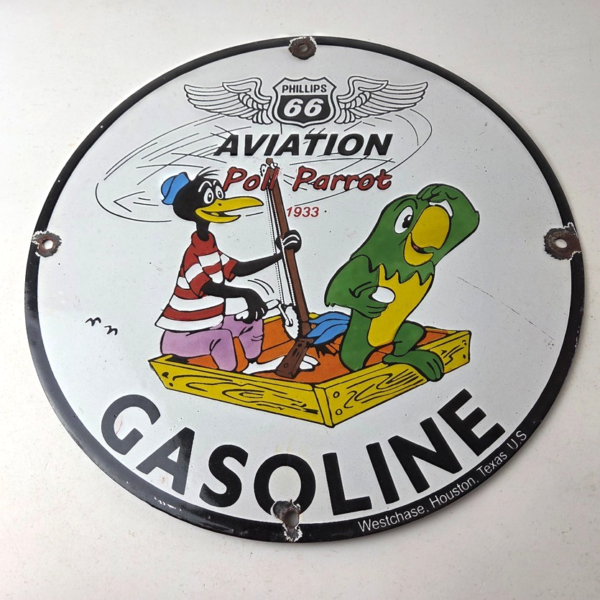 PHILLIPS
66
AVIATION
Poll Parrot
1933
GASOLINE
Westchase, Houston, Texas U.S